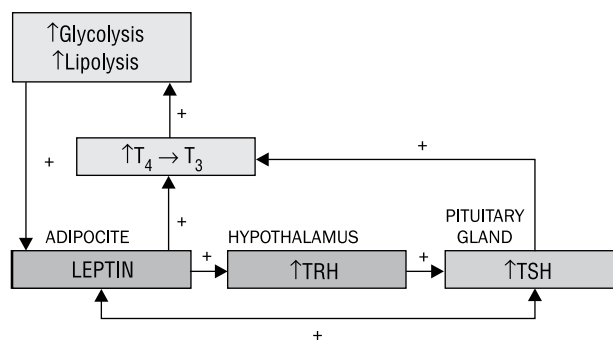 ↑Glycolysis
↑Lipolysis
+
+
↑T₄ → T₃
+
+
ADIPOCITE
HYPOTHALAMUS
PITUITARY
GLAND
LEPTIN
+
↑TRH
+
↑TSH
+